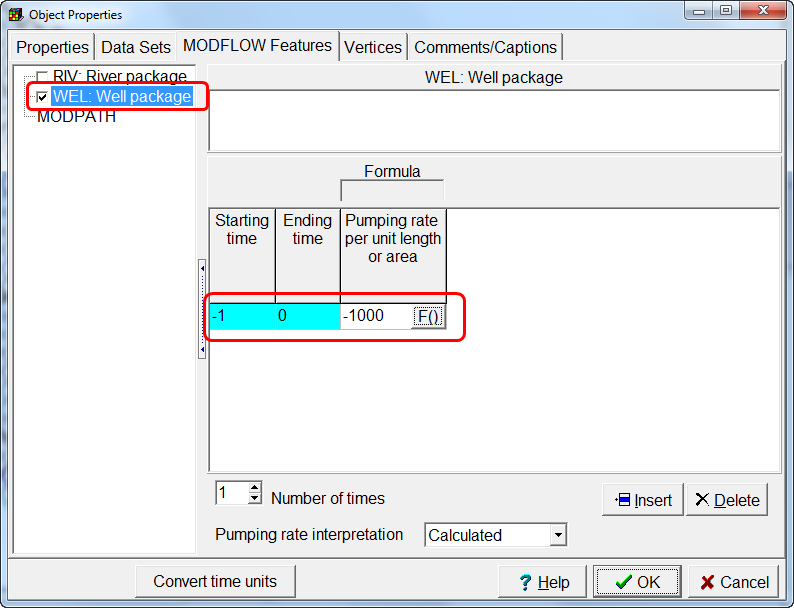 Object Properties
Properties
Data Sets
MODFLOW Features
Vertices
Comments/Captions
RIV: River package
WEL: Well package
MODPATH
WEL: Well package
Formula
Starting time
Ending time
Pumping rate per unit length or area
-1
0
-1000
F()
1
Number of times
Insert
Delete
Pumping rate interpretation
Calculated
Convert time units
? Help
OK
Cancel